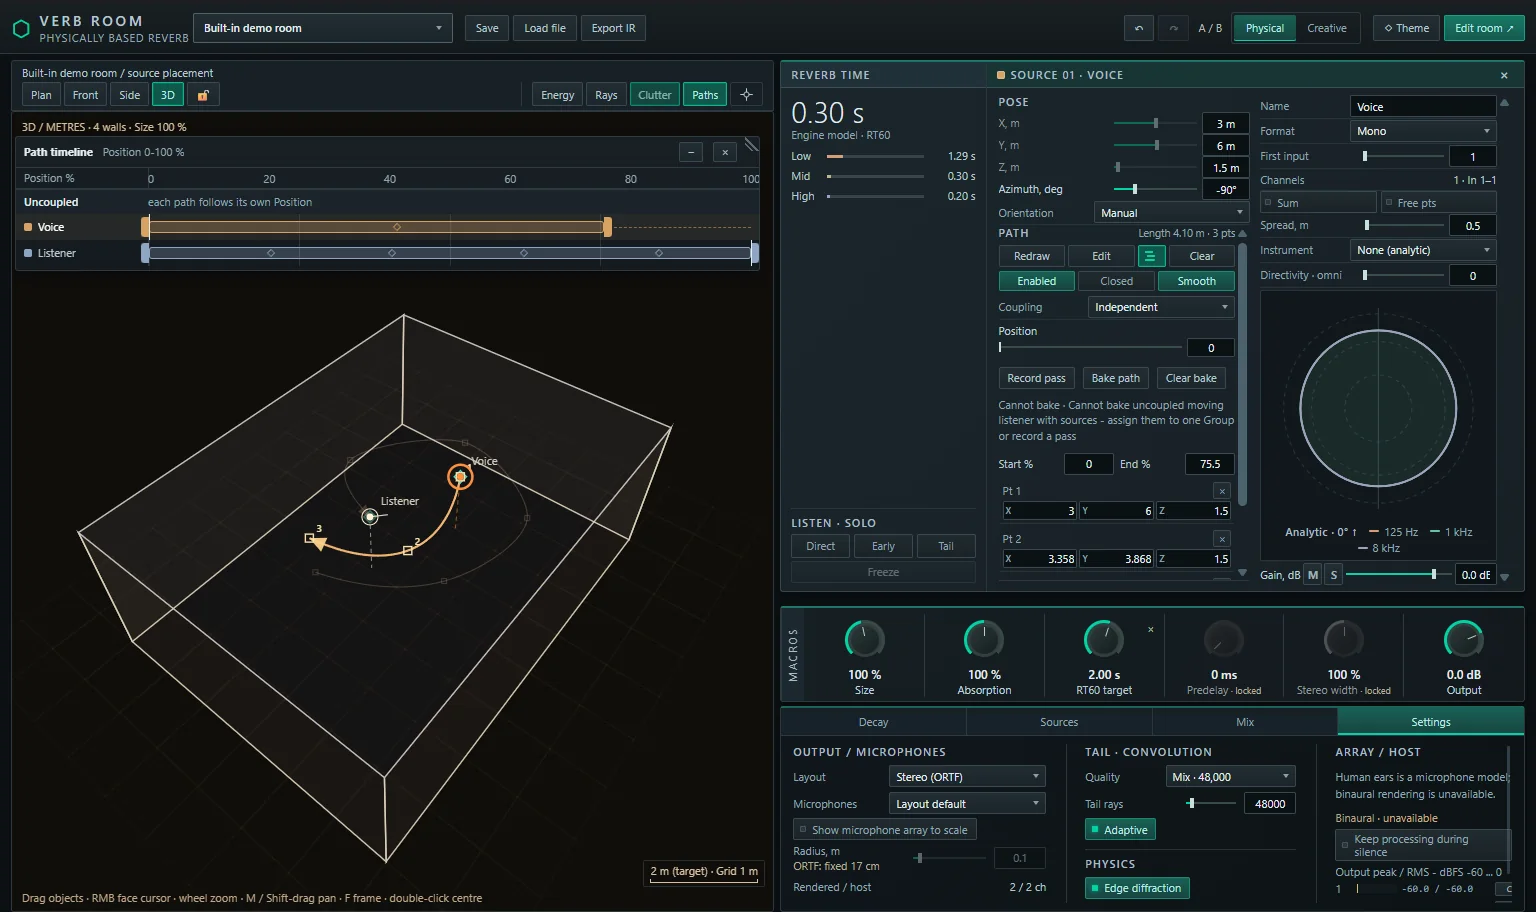 VERB ROOM
PHYSICALLY BASED REVERB
Built-in demo room
Save
Load file
Export IR
A / B
Physical
Creative
◇ Theme
Edit room ↗
Built-in demo room / source placement
Plan
Front
Side
3D
Energy
Rays
Clutter
Paths
3D / METRES · 4 walls · Size 100 %
Path timeline Position 0-100 %
Position %
0
20
40
60
80
100
Uncoupled
each path follows its own Position
Voice
Listener
Voice
Listener
3
2
2 m (target) · Grid 1 m
Drag objects · RMB face cursor · wheel zoom · M / Shift-drag pan · F frame · double-click centre
REVERB TIME
0.30 s
Engine model · RT60
Low 1.29 s
Mid 0.30 s
High 0.20 s
LISTEN · SOLO
Direct
Early
Tail
Freeze
SOURCE 01 · VOICE
POSE
X, m 3 m
Y, m 6 m
Z, m 1.5 m
Azimuth, deg -90°
Orientation Manual
PATH Length 4.10 m · 3 pts
Redraw
Edit
Clear
Enabled
Closed
Smooth
Coupling Independent
Position
0
Record pass
Bake path
Clear bake
Cannot bake · Cannot bake uncoupled moving
listener with sources - assign them to one Group
or record a pass
Start % 0 End % 75.5
Pt 1
X 3 Y 6 Z 1.5
Pt 2
X 3.358 Y 3.868 Z 1.5
Name Voice
Format Mono
First input 1
Channels 1 · In 1–1
Sum
Free pts
Spread, m 0.5
Instrument None (analytic)
Directivity · omni 0
Analytic · 0° ↑ 125 Hz 1 kHz
8 kHz
Gain, dB M S 0.0 dB
MACROS
100 %
Size
100 %
Absorption
2.00 s
RT60 target
0 ms
Predelay · locked
100 %
Stereo width · locked
0.0 dB
Output
Decay
Sources
Mix
Settings
OUTPUT / MICROPHONES
Layout Stereo (ORTF)
Microphones Layout default
Show microphone array to scale
Radius, m
ORTF: fixed 17 cm
0.1
Rendered / host 2 / 2 ch
TAIL · CONVOLUTION
Quality Mix · 48,000
Tail rays 48000
Adaptive
PHYSICS
Edge diffraction
ARRAY / HOST
Human ears is a microphone model;
binaural rendering is unavailable.
Binaural · unavailable
Keep processing during
silence
Output peak / RMS - dBFS -60 ... 0
1 -60.0 / -60.0